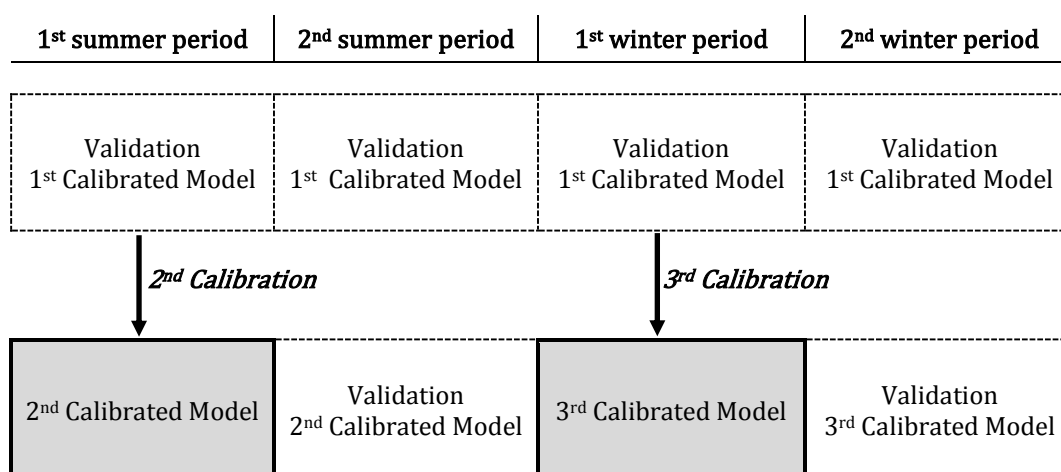 1st summer period 2nd summer period 1st winter period 2nd winter period
Validation Validation Validation Validation
1st Calibrated Model 1st Calibrated Model 1st Calibrated Model 1st Calibrated Model
2nd Calibration 3rd Calibration
2nd Calibrated Model
Validation
2nd Calibrated Model
3rd Calibrated Model
Validation
3rd Calibrated Model